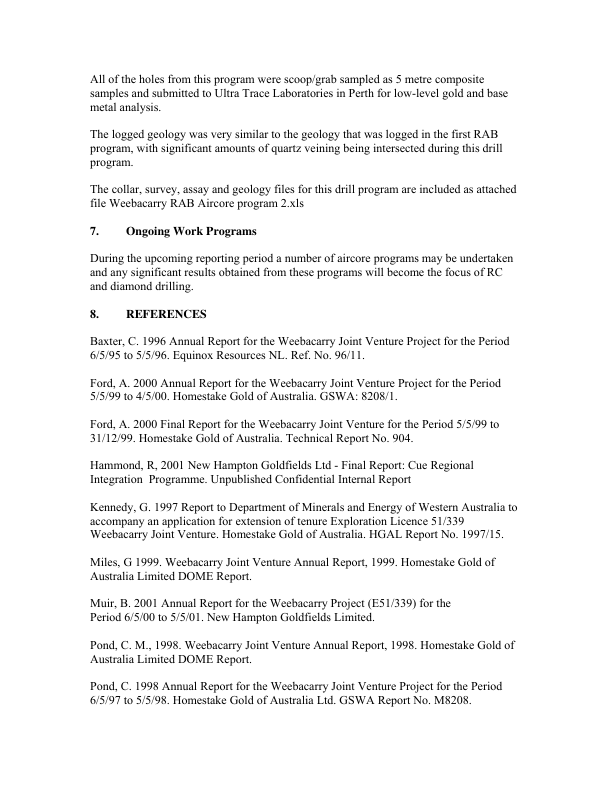 All of the holes from this program were scoop/grab sampled as 5 metre composite
samples and submitted to Ultra Trace Laboratories in Perth for low-level gold and base
metal analysis.
The logged geology was very similar to the geology that was logged in the first RAB
program, with significant amounts of quartz veining being intersected during this drill
program.
The collar, survey, assay and geology files for this drill program are included as attached
file Weebacarry RAB Aircore program 2.xls
7. Ongoing Work Programs
During the upcoming reporting period a number of aircore programs may be undertaken
and any significant results obtained from these programs will become the focus of RC
and diamond drilling.
8. REFERENCES
Baxter, C. 1996 Annual Report for the Weebacarry Joint Venture Project for the Period
6/5/95 to 5/5/96. Equinox Resources NL. Ref. No. 96/11.
Ford, A. 2000 Annual Report for the Weebacarry Joint Venture Project for the Period
5/5/99 to 4/5/00. Homestake Gold of Australia. GSWA: 8208/1.
Ford, A. 2000 Final Report for the Weebacarry Joint Venture for the Period 5/5/99 to
31/12/99. Homestake Gold of Australia. Technical Report No. 904.
Hammond, R, 2001 New Hampton Goldfields Ltd - Final Report: Cue Regional
Integration  Programme. Unpublished Confidential Internal Report
Kennedy, G. 1997 Report to Department of Minerals and Energy of Western Australia to
accompany an application for extension of tenure Exploration Licence 51/339
Weebacarry Joint Venture. Homestake Gold of Australia. HGAL Report No. 1997/15.
Miles, G 1999. Weebacarry Joint Venture Annual Report, 1999. Homestake Gold of
Australia Limited DOME Report.
Muir, B. 2001 Annual Report for the Weebacarry Project (E51/339) for the
Period 6/5/00 to 5/5/01. New Hampton Goldfields Limited.
Pond, C. M., 1998. Weebacarry Joint Venture Annual Report, 1998. Homestake Gold of
Australia Limited DOME Report.
Pond, C. 1998 Annual Report for the Weebacarry Joint Venture Project for the Period
6/5/97 to 5/5/98. Homestake Gold of Australia Ltd. GSWA Report No. M8208.